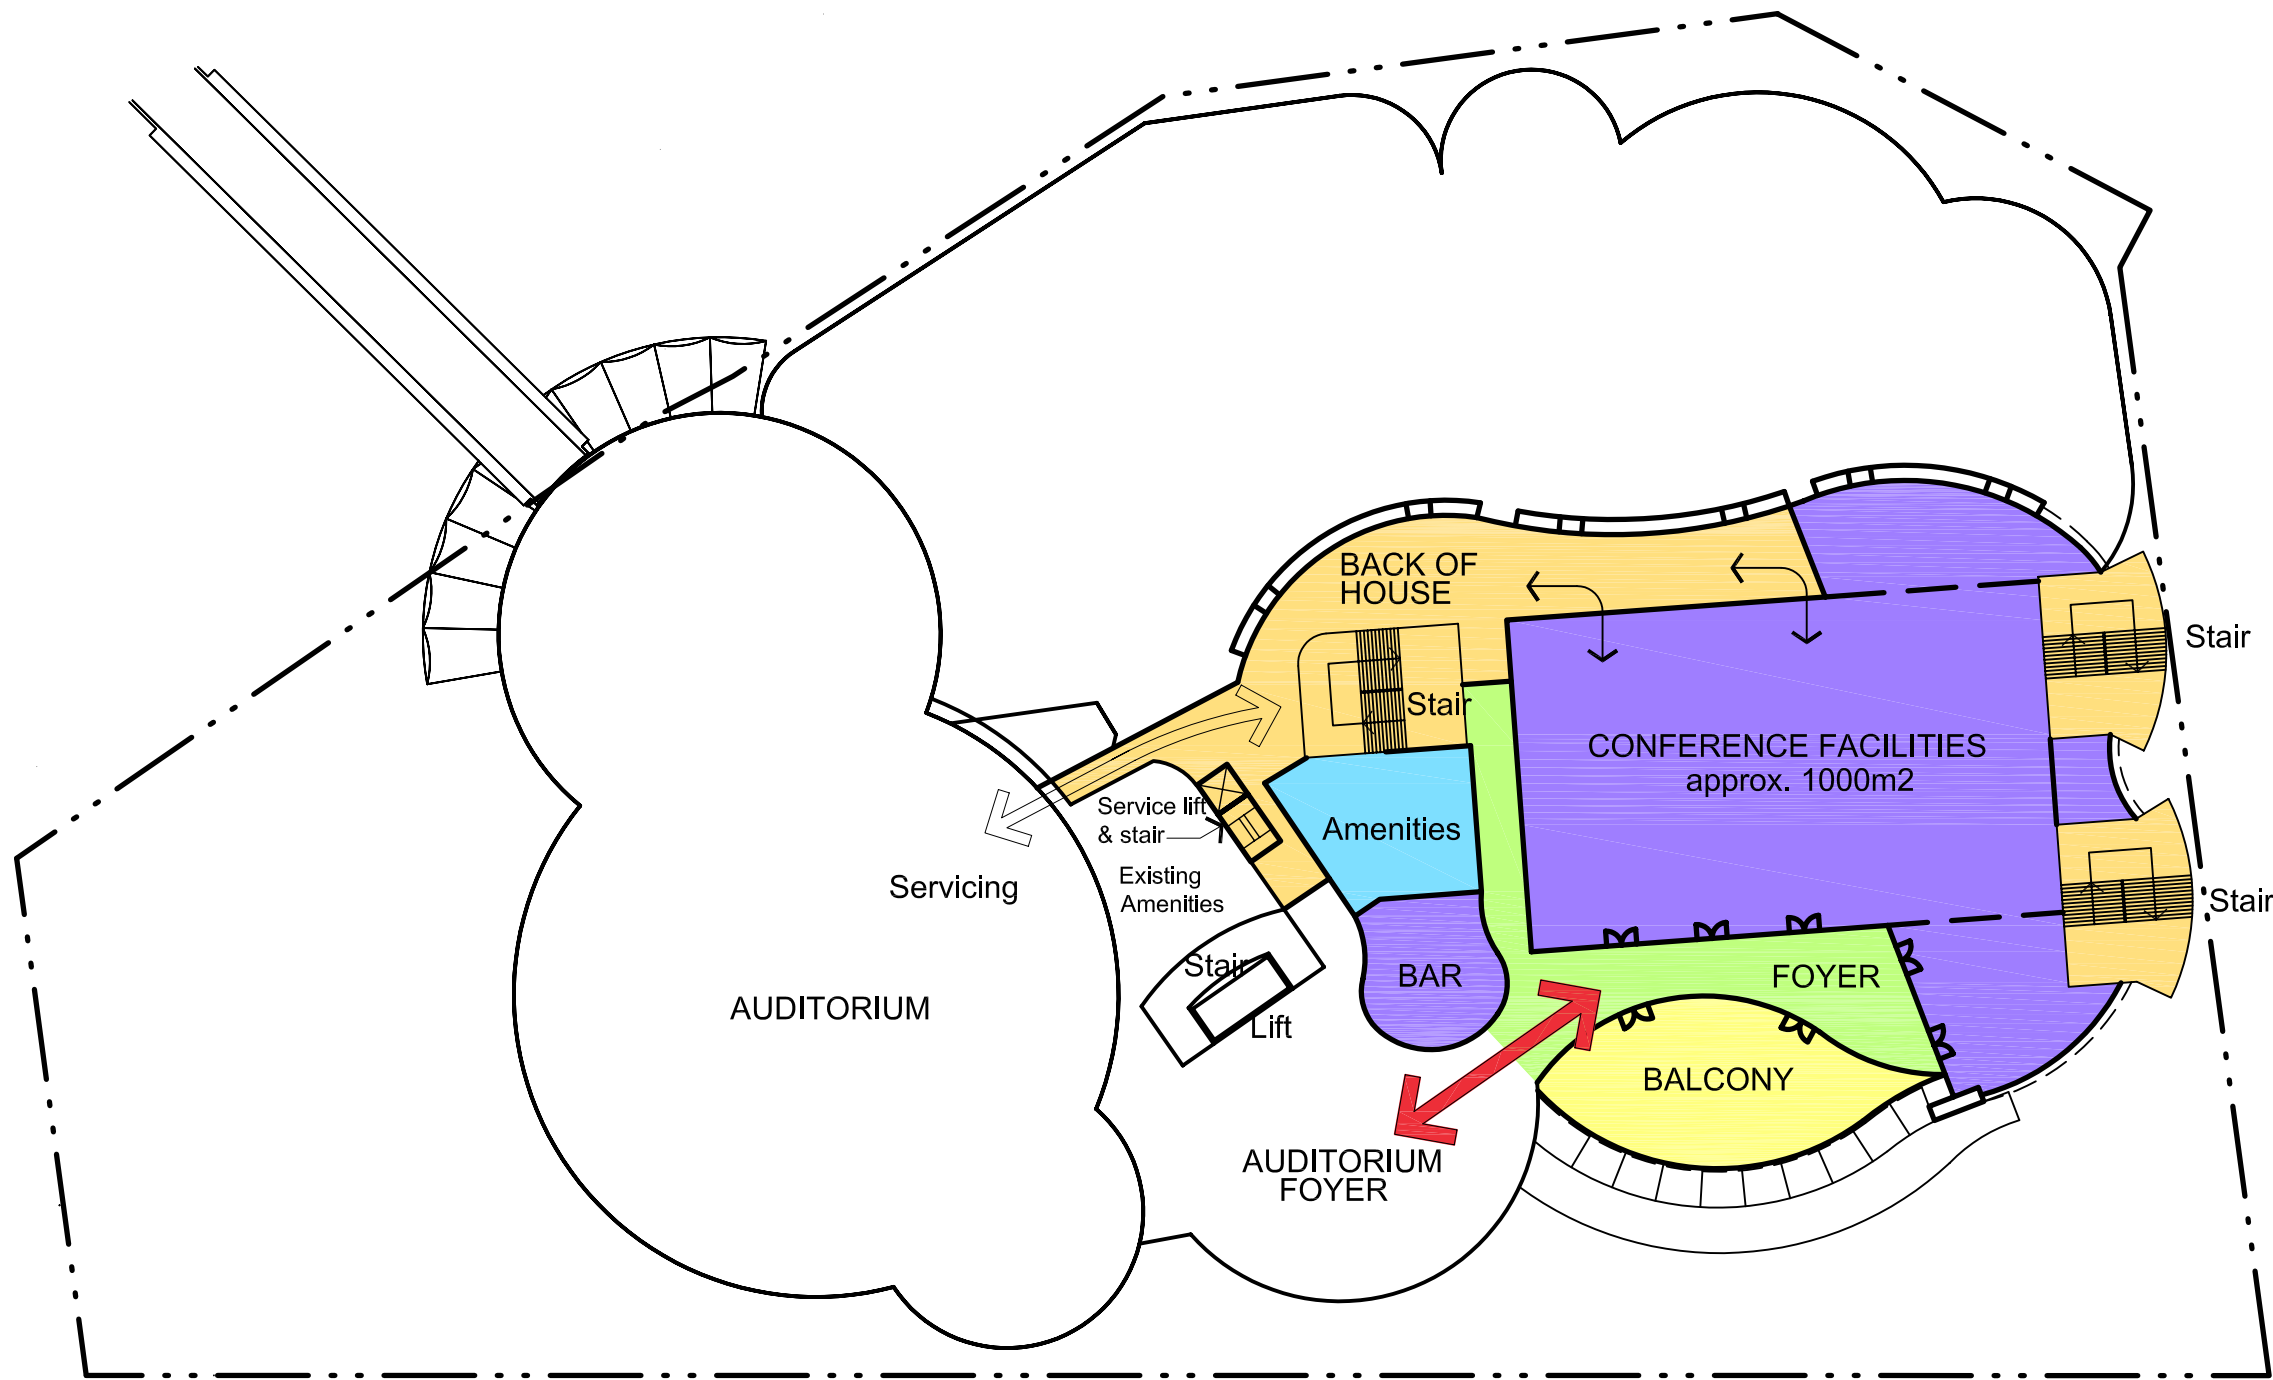 BACK OF
HOUSE
Stair
Stair
CONFERENCE FACILITIES
approx. 1000m2
Service lift
& stair
Amenities
Servicing
Existing
Amenities
Stair
Stair
BAR
FOYER
AUDITORIUM
Lift
BALCONY
AUDITORIUM
FOYER